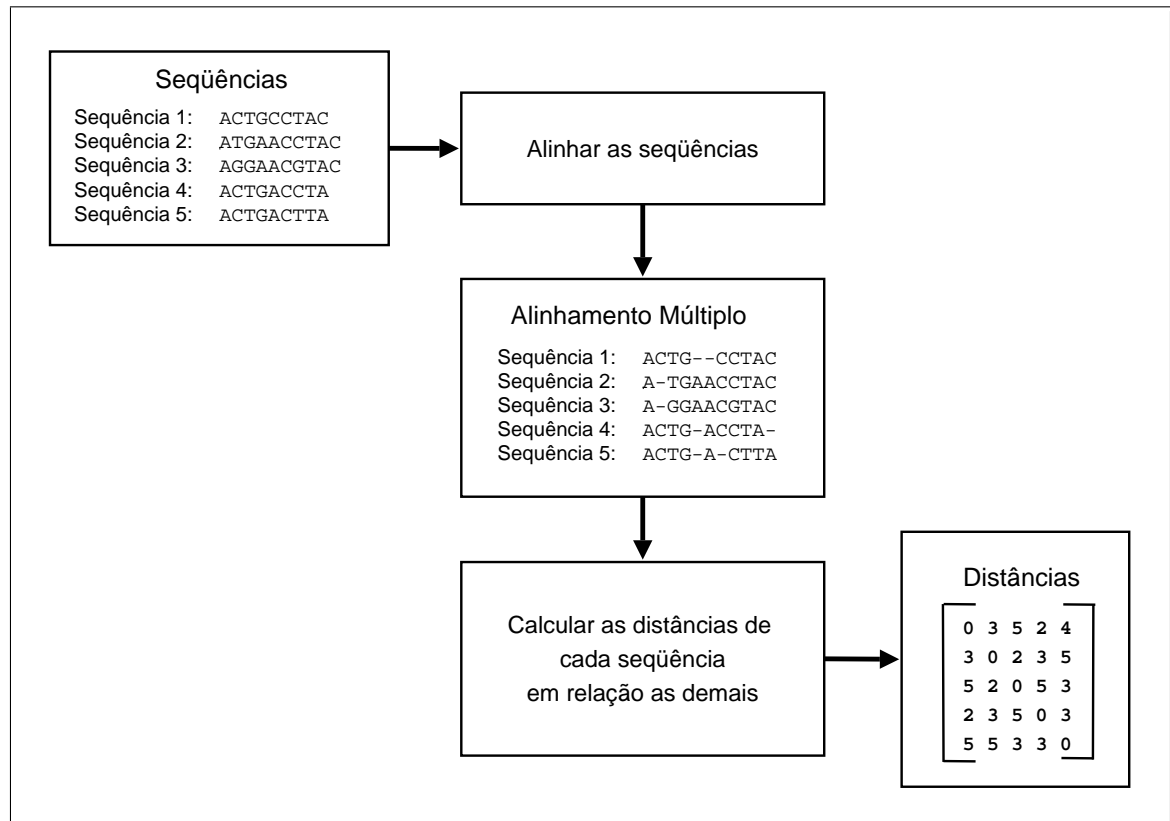 Seqüências
Sequência 1: ACTGCCTAC
Sequência 2: ATGAACCTAC
Sequência 3: AGGAACGTAC
Sequência 4: ACTGACCTA
Sequência 5: ACTGACTTA
Alinhar as seqüências
Alinhamento Múltiplo
Sequência 1: ACTG--CCTAC
Sequência 2: A-TGAACCTAC
Sequência 3: A-GGAACGTAC
Sequência 4: ACTG-ACCTA-
Sequência 5: ACTG-A-CTTA
Calcular as distâncias de
cada seqüência
em relação as demais
Distâncias
0 3 5 2 4
3 0 2 3 5
5 2 0 5 3
2 3 5 0 3
5 5 3 3 0